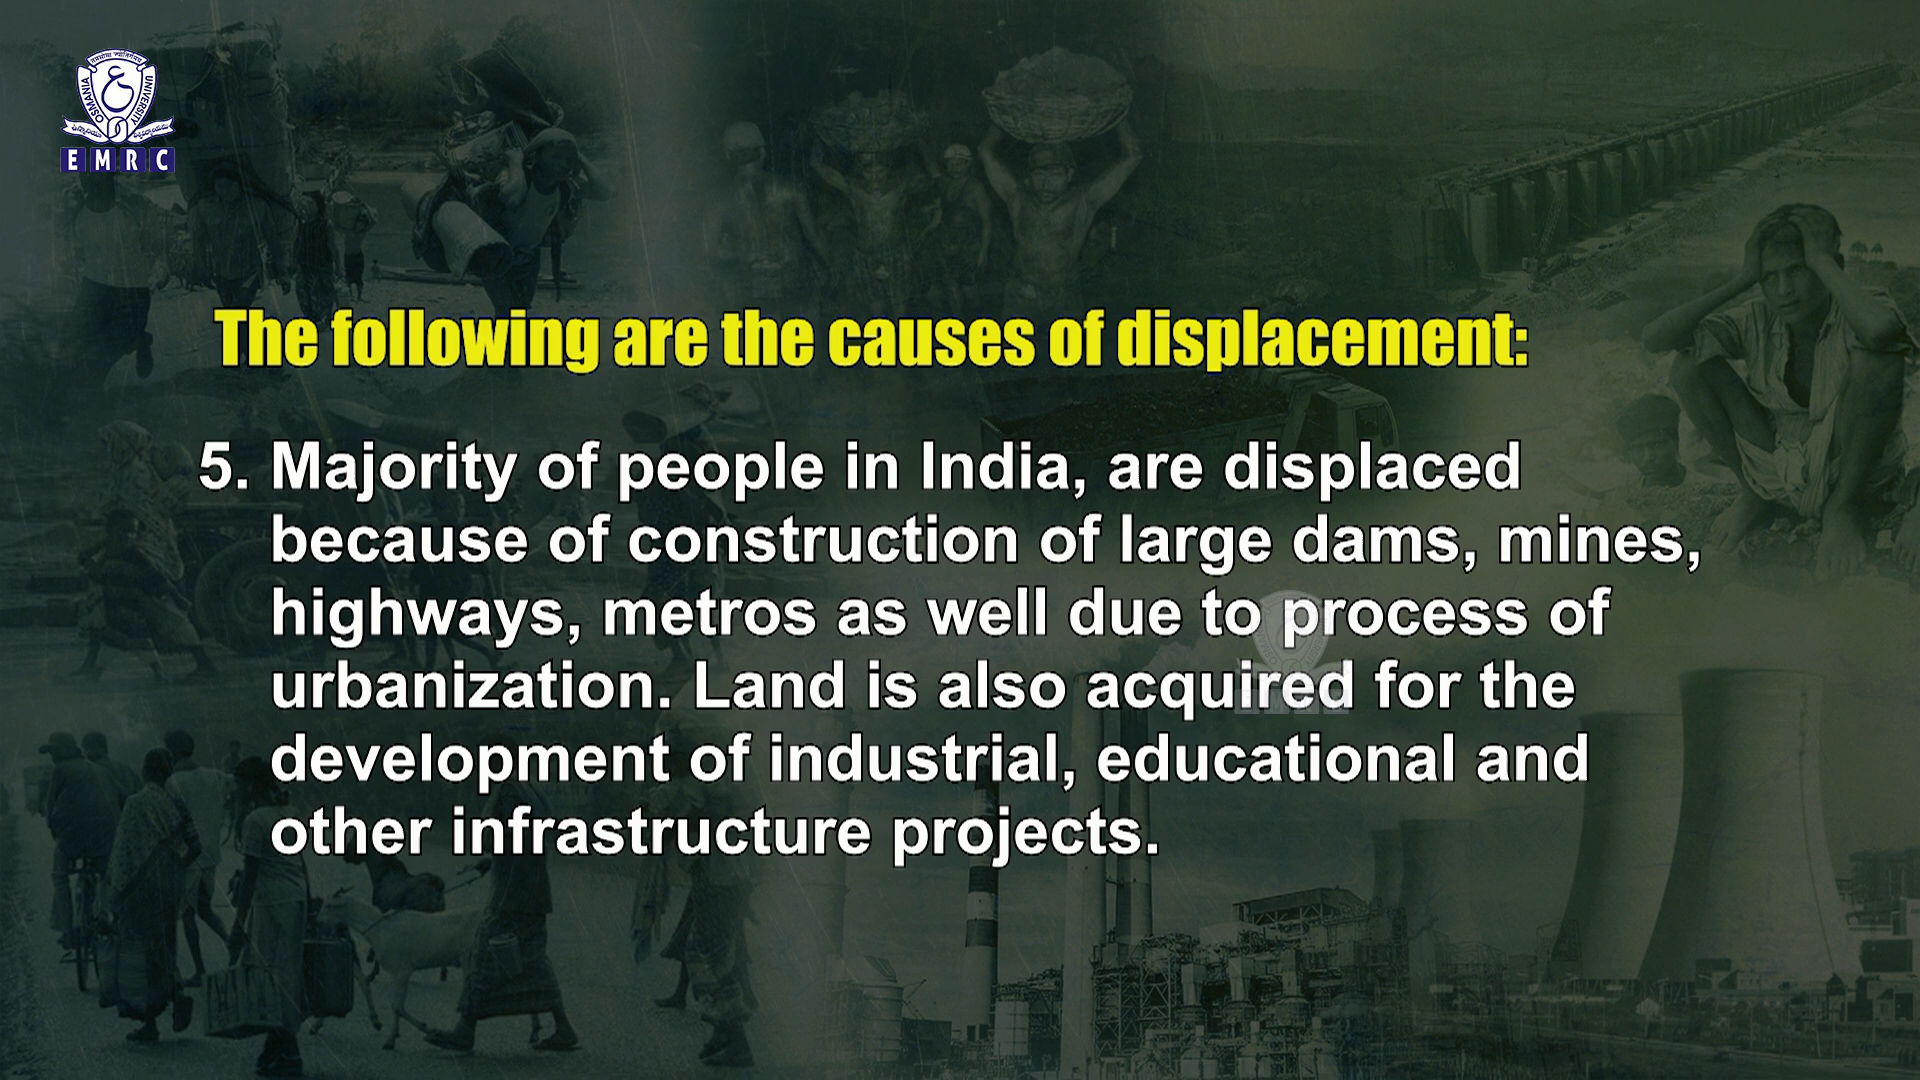 OSMANIA UNIVERSITY
EMRC
The following are the causes of displacement:
5. Majority of people in India, are displaced
because of construction of large dams, mines,
highways, metros as well due to process of
urbanization. Land is also acquired for the
development of industrial, educational and
other infrastructure projects.